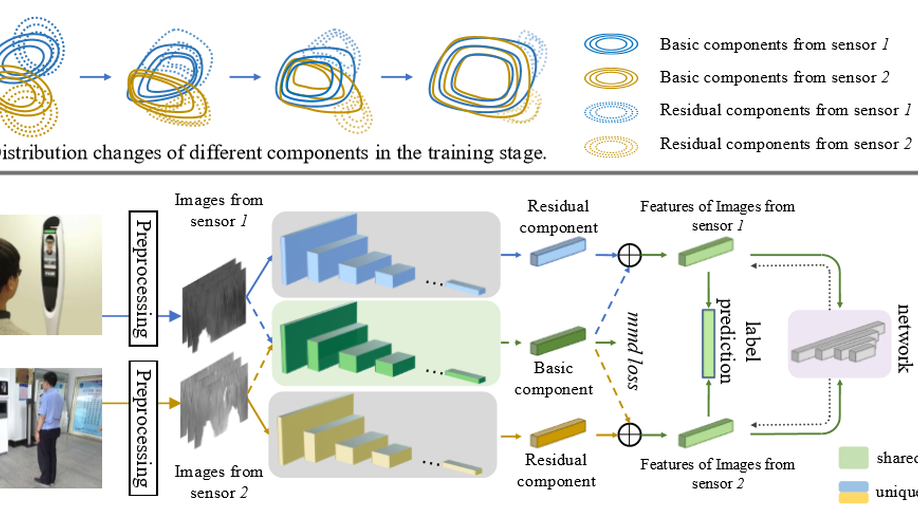 Basic components from sensor 1
Basic components from sensor 2
Residual components from sensor 1
Residual components from sensor 2
distribution changes of different components in the training stage.
Preprocessing
Images from
sensor 1
Residual
component
Features of Images from
sensor 1
Basic
component
mmd loss
label
prediction
network
Preprocessing
Images from
sensor 2
Residual
component
Features of Images from
sensor 2
shared
unique